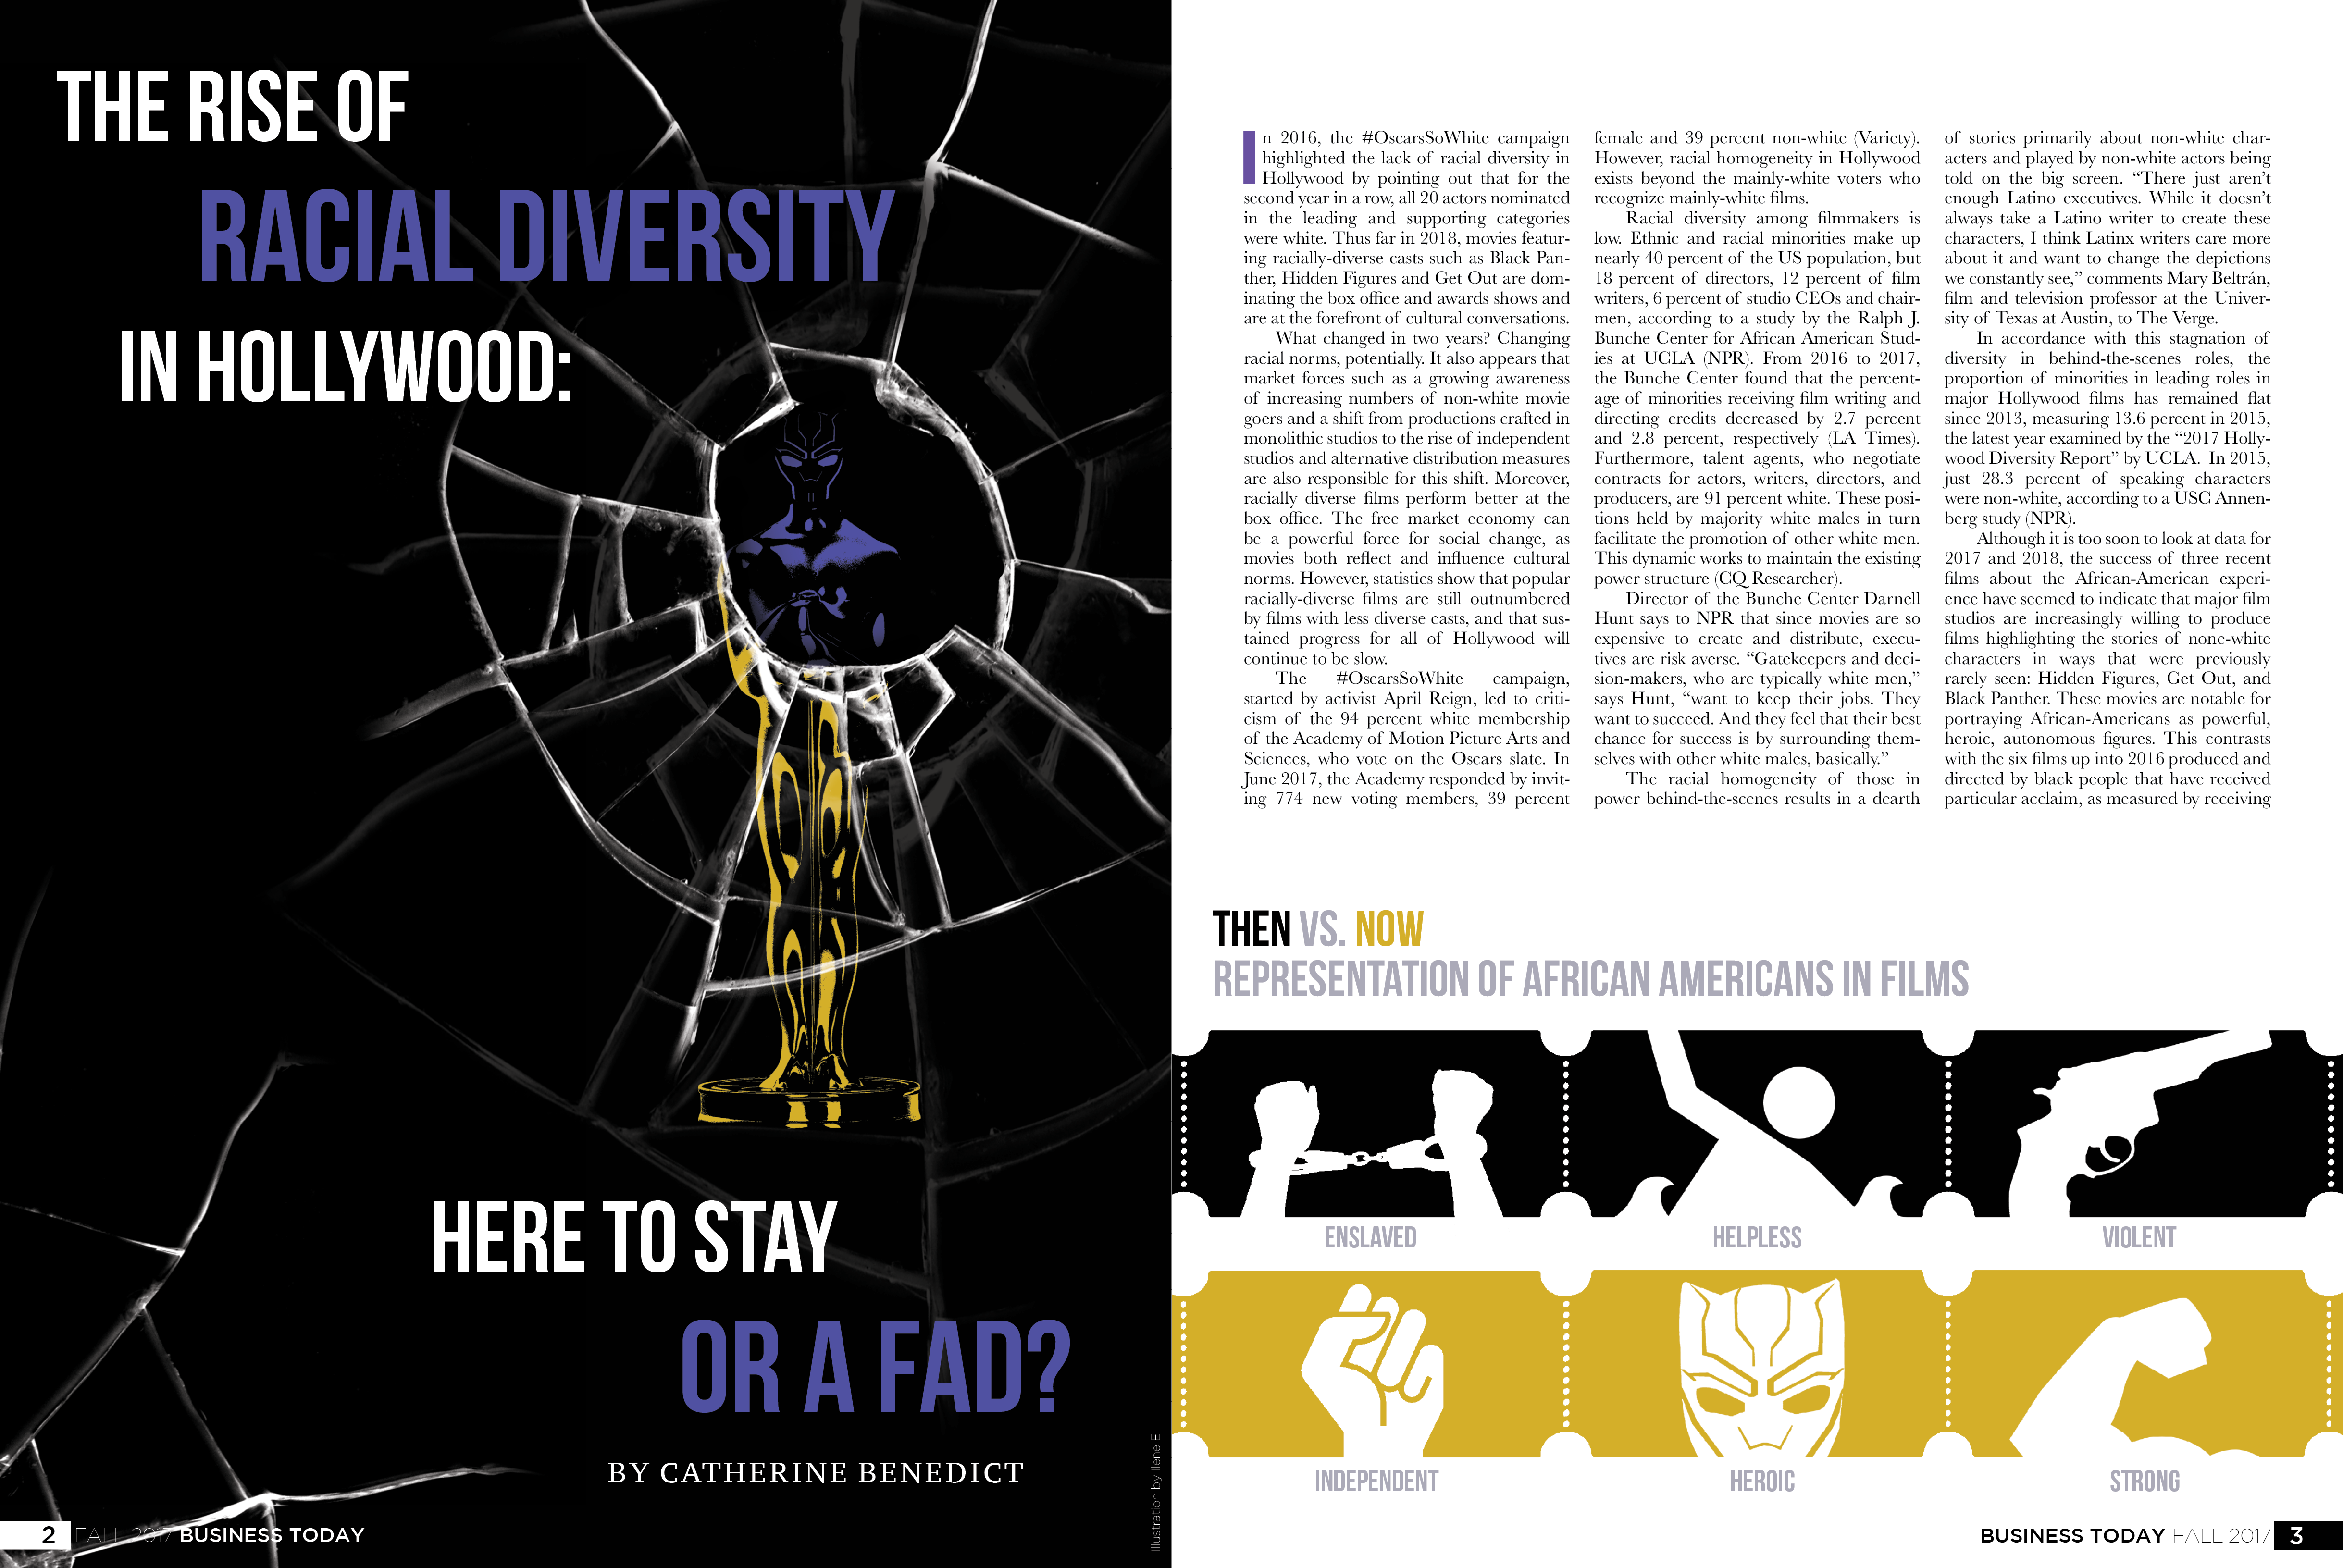 THE RISE OF
RACIAL DIVERSITY
IN HOLLYWOOD:
HERE TO STAY
OR A FAD?
BY CATHERINE BENEDICT
Illustration by Ilene E
2 FALL 2017 BUSINESS TODAY
In 2016, the #OscarsSoWhite campaign
highlighted the lack of racial diversity in
Hollywood by pointing out that for the
second year in a row, all 20 actors nominated
in the leading and supporting categories
were white. Thus far in 2018, movies featur-
ing racially-diverse casts such as Black Pan-
ther, Hidden Figures and Get Out are dom-
inating the box office and awards shows and
are at the forefront of cultural conversations.
What changed in two years? Changing
racial norms, potentially. It also appears that
market forces such as a growing awareness
of increasing numbers of non-white movie
goers and a shift from productions crafted in
monolithic studios to the rise of independent
studios and alternative distribution measures
are also responsible for this shift. Moreover,
racially diverse films perform better at the
box office. The free market economy can
be a powerful force for social change, as
movies both reflect and influence cultural
norms. However, statistics show that popular
racially-diverse films are still outnumbered
by films with less diverse casts, and that sus-
tained progress for all of Hollywood will
continue to be slow.
The #OscarsSoWhite campaign,
started by activist April Reign, led to criti-
cism of the 94 percent white membership
of the Academy of Motion Picture Arts and
Sciences, who vote on the Oscars slate. In
June 2017, the Academy responded by invit-
ing 774 new voting members, 39 percent
female and 39 percent non-white (Variety).
However, racial homogeneity in Hollywood
exists beyond the mainly-white voters who
recognize mainly-white films.
Racial diversity among filmmakers is
low. Ethnic and racial minorities make up
nearly 40 percent of the US population, but
18 percent of directors, 12 percent of film
writers, 6 percent of studio CEOs and chair-
men, according to a study by the Ralph J.
Bunche Center for African American Stud-
ies at UCLA (NPR). From 2016 to 2017,
the Bunche Center found that the percent-
age of minorities receiving film writing and
directing credits decreased by 2.7 percent
and 2.8 percent, respectively (LA Times).
Furthermore, talent agents, who negotiate
contracts for actors, writers, directors, and
producers, are 91 percent white. These posi-
tions held by majority white males in turn
facilitate the promotion of other white men.
This dynamic works to maintain the existing
power structure (CQ Researcher).
Director of the Bunche Center Darnell
Hunt says to NPR that since movies are so
expensive to create and distribute, execu-
tives are risk averse. “Gatekeepers and deci-
sion-makers, who are typically white men,”
says Hunt, “want to keep their jobs. They
want to succeed. And they feel that their best
chance for success is by surrounding them-
selves with other white males, basically.”
The racial homogeneity of those in
power behind-the-scenes results in a dearth
of stories primarily about non-white char-
acters and played by non-white actors being
told on the big screen. “There just aren’t
enough Latino executives. While it doesn’t
always take a Latino writer to create these
characters, I think Latinx writers care more
about it and want to change the depictions
we constantly see,” comments Mary Beltrán,
film and television professor at the Univer-
sity of Texas at Austin, to The Verge.
In accordance with this stagnation of
diversity in behind-the-scenes roles, the
proportion of minorities in leading roles in
major Hollywood films has remained flat
since 2013, measuring 13.6 percent in 2015,
the latest year examined by the “2017 Holly-
wood Diversity Report” by UCLA. In 2015,
just 28.3 percent of speaking characters
were non-white, according to a USC Annen-
berg study (NPR).
Although it is too soon to look at data for
2017 and 2018, the success of three recent
films about the African-American experi-
ence have seemed to indicate that major film
studios are increasingly willing to produce
films highlighting the stories of none-white
characters in ways that were previously
rarely seen: Hidden Figures, Get Out, and
Black Panther. These movies are notable for
portraying African-Americans as powerful,
heroic, autonomous figures. This contrasts
with the six films up into 2016 produced and
directed by black people that have received
particular acclaim, as measured by receiving
THEN VS. NOW
REPRESENTATION OF AFRICAN AMERICANS IN FILMS
ENSLAVED
HELPLESS
VIOLENT
INDEPENDENT
HEROIC
STRONG
BUSINESS TODAY FALL 2017 3